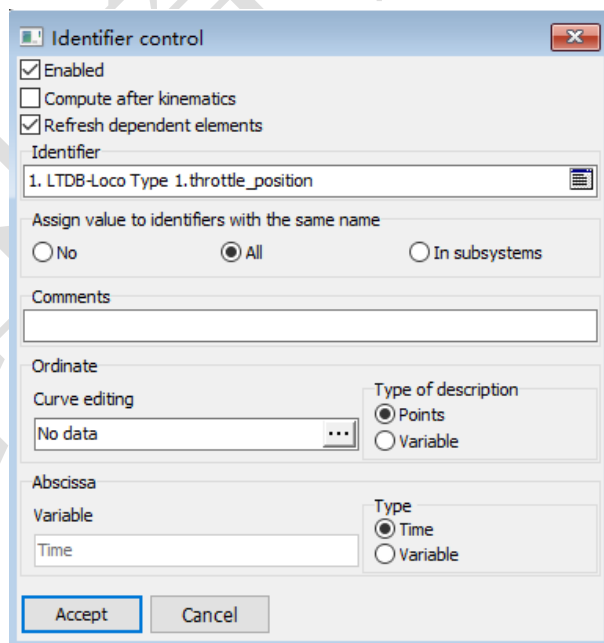 Identifier control
Enabled
Compute after kinematics
Refresh dependent elements
Identifier
1. LTDB-Loco Type 1.throttle_position
Assign value to identifiers with the same name
No All In subsystems
Comments
Ordinate
Curve editing
No data ...
Type of description
Points
Variable
Abscissa
Variable
Time
Type
Time
Variable
Accept Cancel